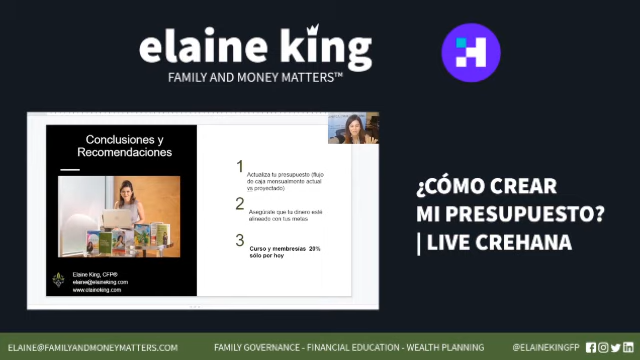 elaine king
FAMILY AND MONEY MATTERS™
Conclusiones y
Recomendaciones
Elaine King, CFP®
elaine@elaineking.com
www.elaineking.com
1
Actualiza tu presupuesto (flujo
de caja mensualmente actual
vs proyectado)
2
Asegúrate que tu dinero esté
alineado con tus metas
3
Curso y membresías 20%
sólo por hoy
¿CÓMO CREAR
MI PRESUPUESTO?
| LIVE CREHANA
ELAINE@FAMILYANDMONEYMATTERS.COM
FAMILY GOVERNANCE - FINANCIAL EDUCATION - WEALTH PLANNING
@ELAINEKINGFP